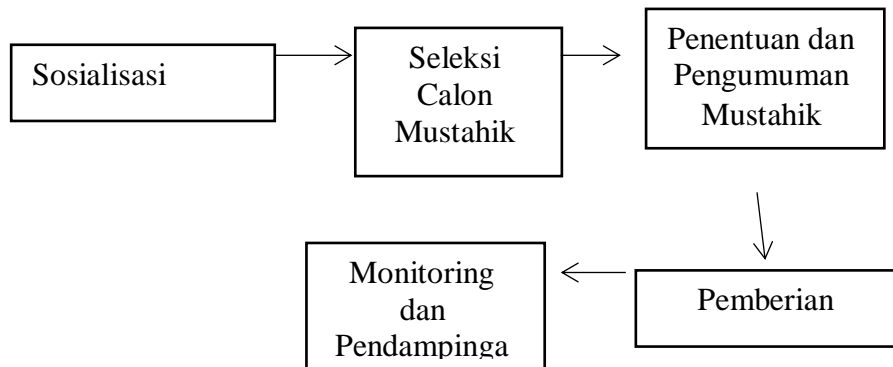 Sosialisasi
Seleksi
Calon
Mustahik
Penentuan dan
Pengumuman
Mustahik
Pemberian
Monitoring
dan
Pendampinga